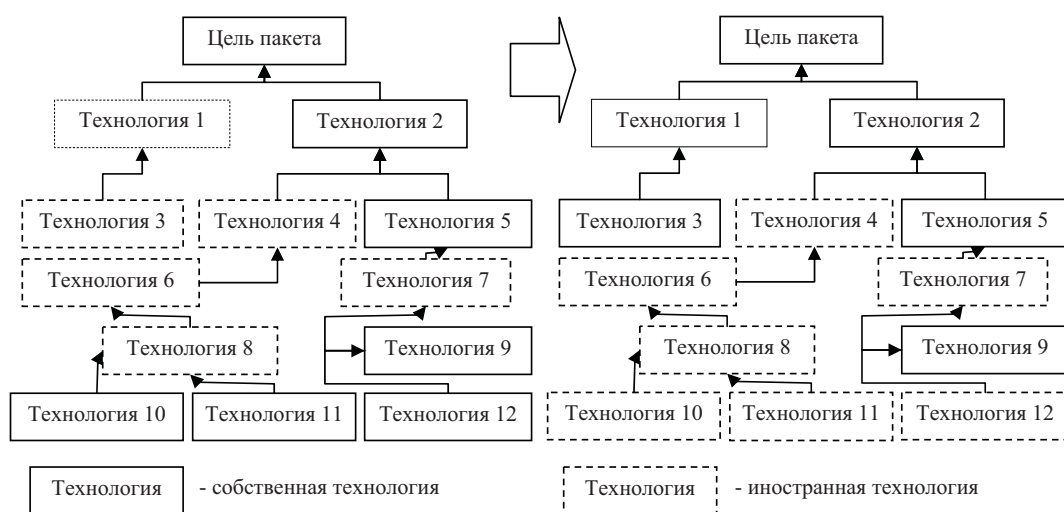 Цель пакета
Технология 1
Технология 2
Технология 3
Технология 4
Технология 5
Технология 6
Технология 7
Технология 8
Технология 9
Технология 10
Технология 11
Технология 12
Цель пакета
Технология 1
Технология 2
Технология 3
Технология 4
Технология 5
Технология 6
Технология 7
Технология 8
Технология 9
Технология 10
Технология 11
Технология 12
Технология - собственная технология
Технология - иностранная технология